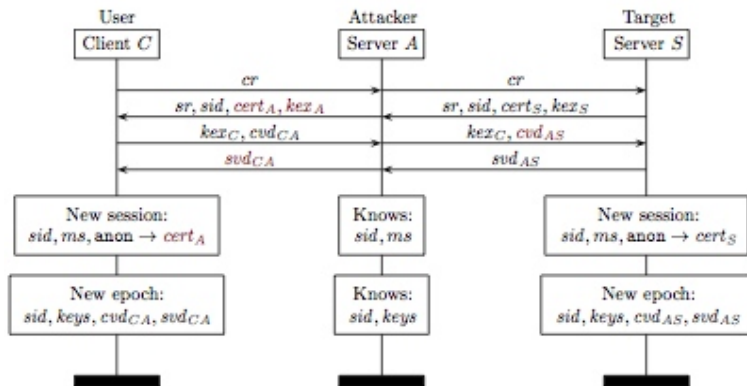 User Attacker Target
Client C Server A Server S
cr cr
sr, sid, cert_A, kex_A sr, sid, cert_S, kex_S
kex_C, cvd_CA kex_C, cvd_AS
svd_CA svd_AS
New session: Knows: New session:
sid, ms, anon → cert_A sid, ms sid, ms, anon → cert_S
New epoch: Knows: New epoch:
sid, keys, cvd_CA, svd_CA sid, keys sid, keys, cvd_AS, svd_AS